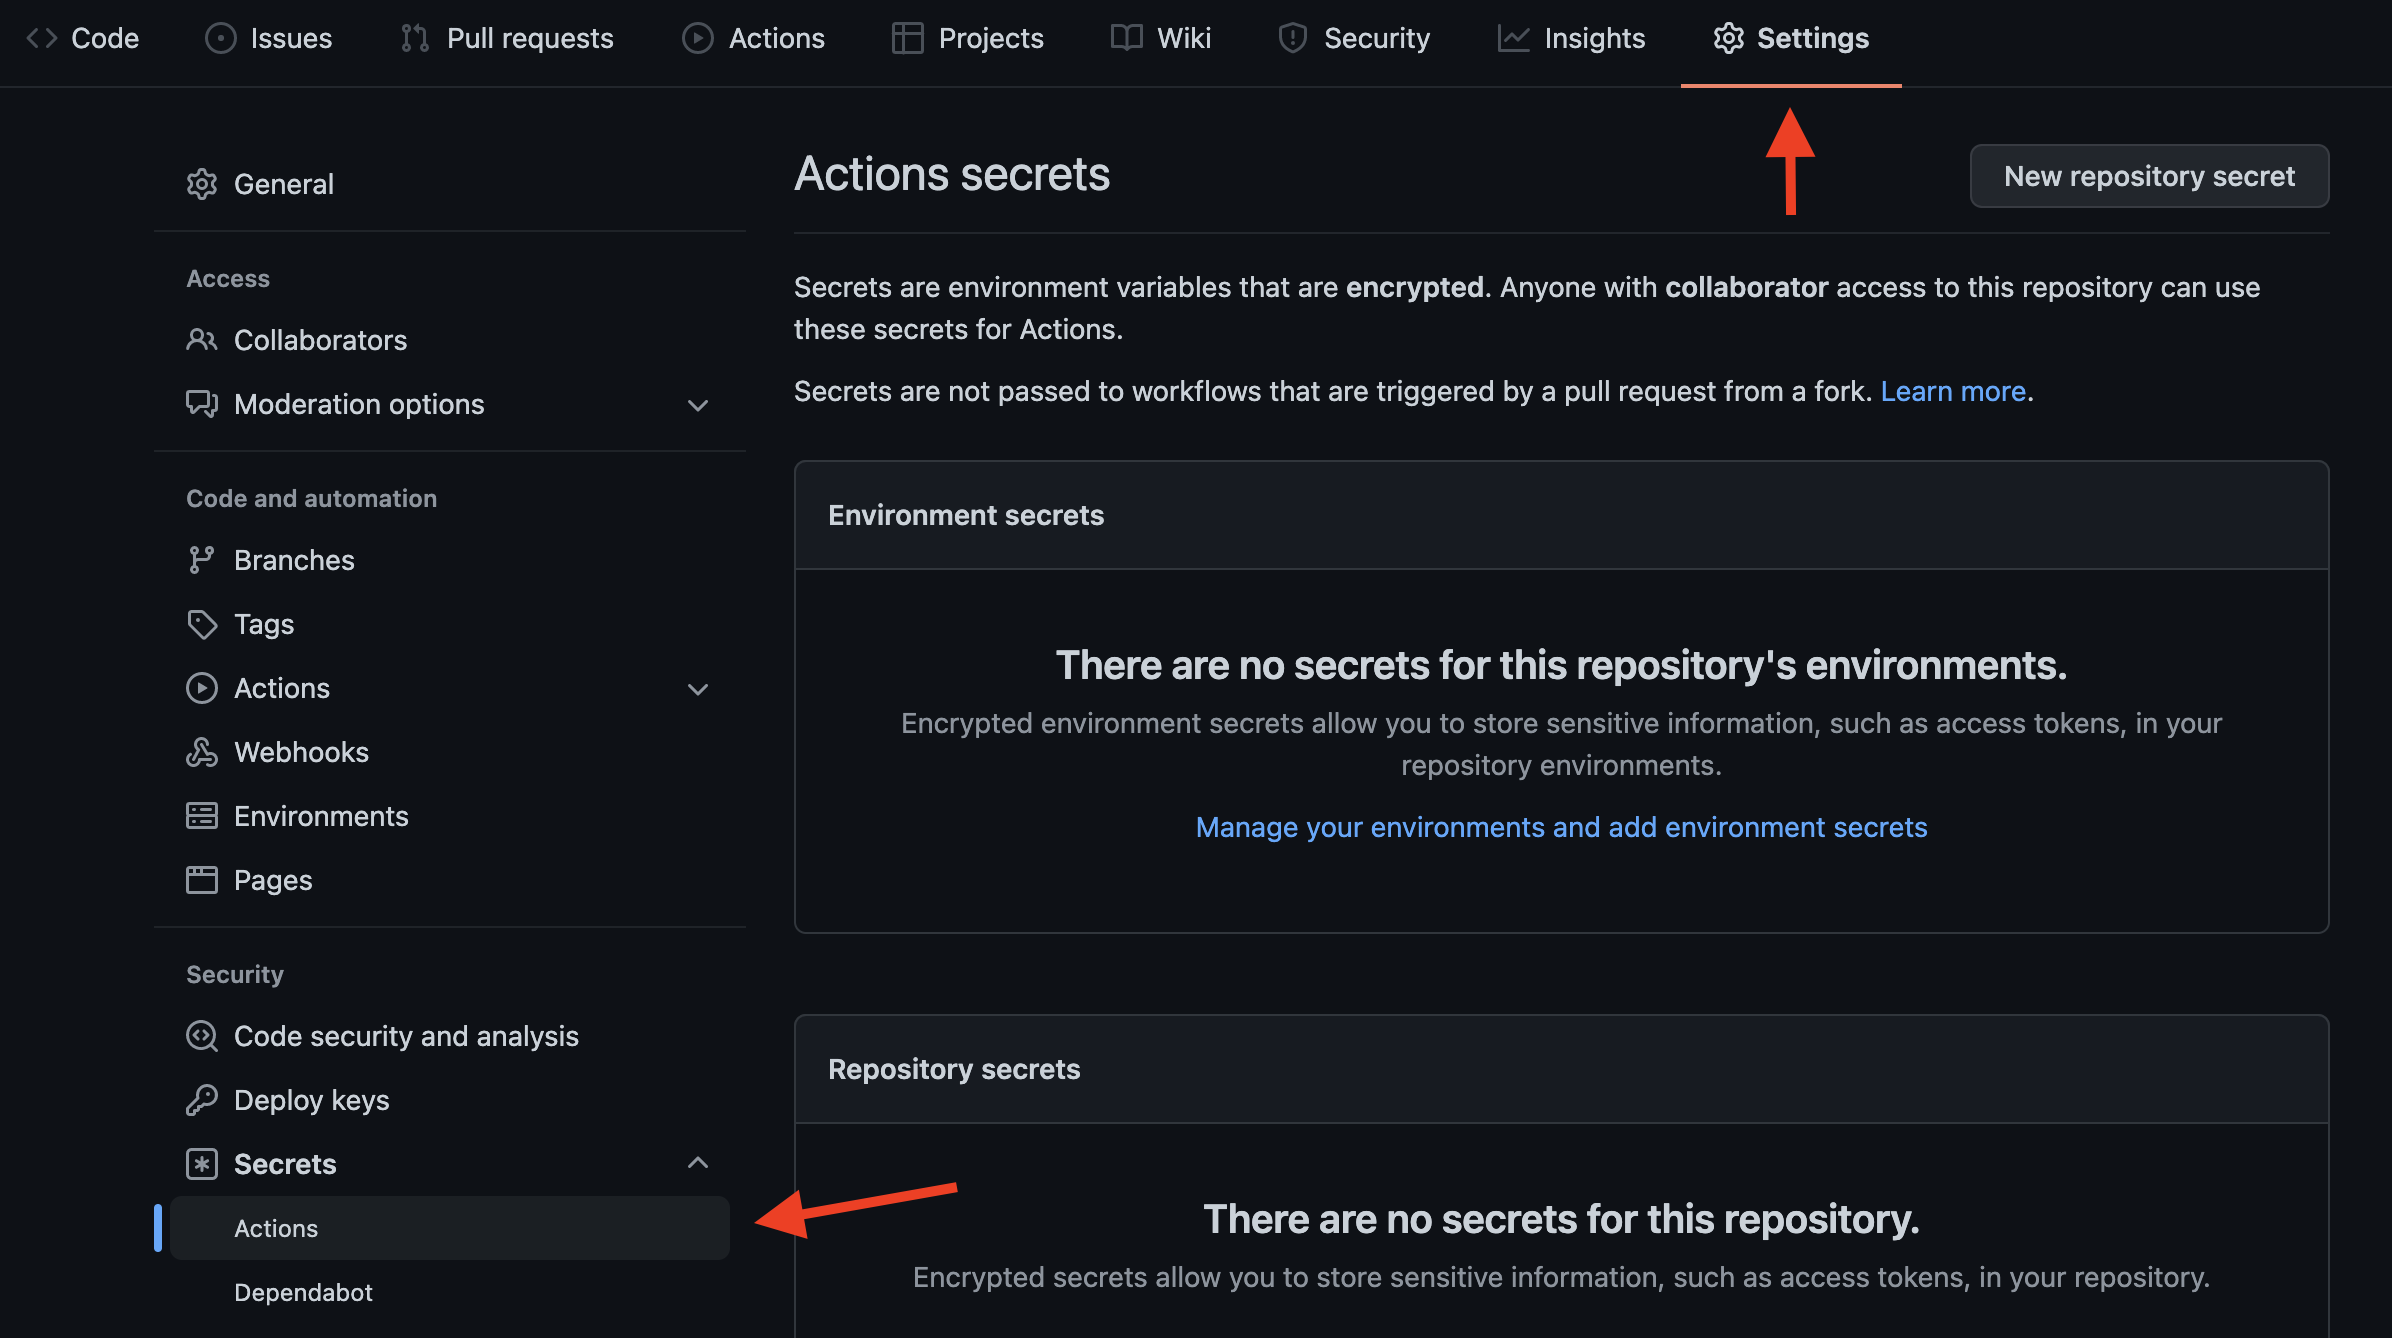 Code Issues Pull requests Actions Projects Wiki Security Insights Settings
General
Access
Collaborators
Moderation options
Code and automation
Branches
Tags
Actions
Webhooks
Environments
Pages
Security
Code security and analysis
Deploy keys
Secrets
Actions
Dependabot
Actions secrets
New repository secret
Secrets are environment variables that are encrypted. Anyone with collaborator access to this repository can use
these secrets for Actions.
Secrets are not passed to workflows that are triggered by a pull request from a fork. Learn more.
Environment secrets
There are no secrets for this repository's environments.
Encrypted environment secrets allow you to store sensitive information, such as access tokens, in your
repository environments.
Manage your environments and add environment secrets
Repository secrets
There are no secrets for this repository.
Encrypted secrets allow you to store sensitive information, such as access tokens, in your repository.